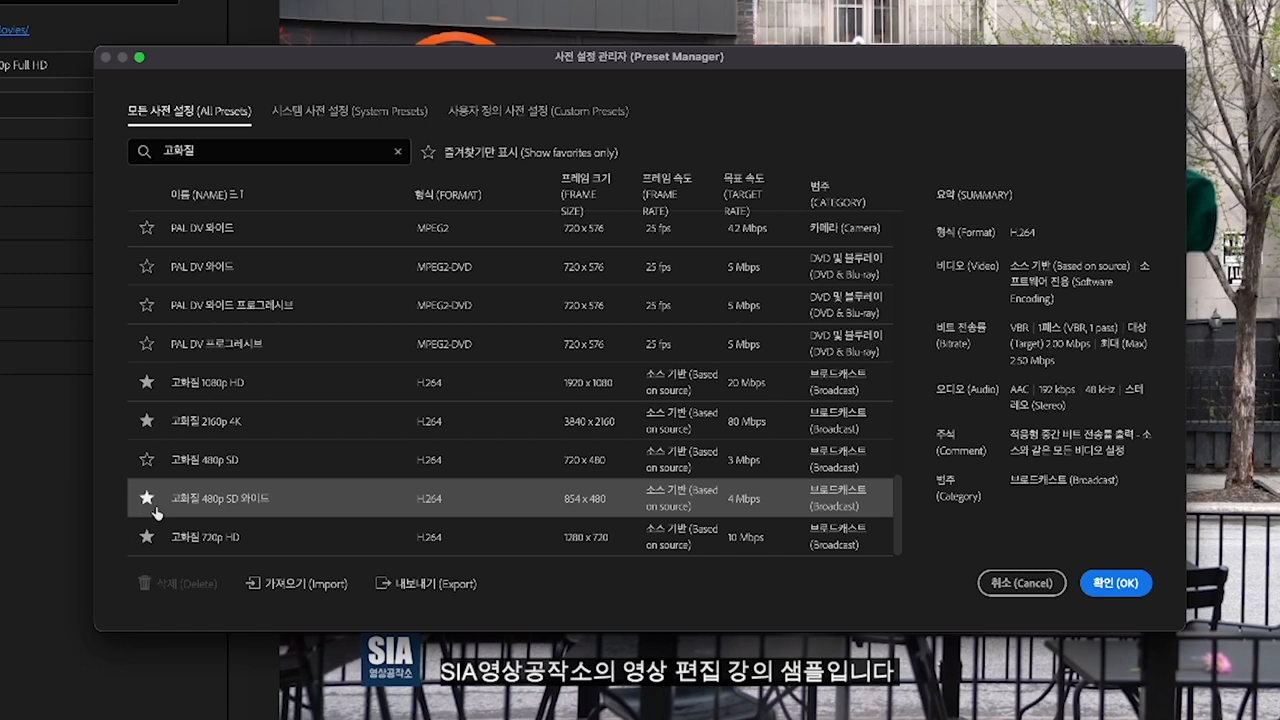 ovies/
0p Full HD
사전 설정 관리자 (Preset Manager)
모든 사전 설정 (All Presets) 시스템 사전 설정 (System Presets) 사용자 정의 사전 설정 (Custom Presets)
고화질
즐겨찾기만 표시 (Show favorites only)
이름 (NAME) 형식 (FORMAT) 프레임 크기 (FRAME SIZE) 프레임 속도 (FRAME RATE) 목표 속도 (TARGET RATE) 범주 (CATEGORY)
PAL DV 와이드 MPEG2 720 x 576 25 fps 4.2 Mbps 카메라 (Camera)
PAL DV 와이드 MPEG2-DVD 720 x 576 25 fps 5 Mbps DVD 및 블루레이 (DVD & Blu-ray)
PAL DV 와이드 프로그레시브 MPEG2-DVD 720 x 576 25 fps 5 Mbps DVD 및 블루레이 (DVD & Blu-ray)
PAL DV 프로그레시브 MPEG2-DVD 720 x 576 25 fps 5 Mbps DVD 및 블루레이 (DVD & Blu-ray)
고화질 1080p HD H.264 1920 x 1080 소스 기반 (Based on source) 20 Mbps 브로드캐스트 (Broadcast)
고화질 2160p 4K H.264 3840 x 2160 소스 기반 (Based on source) 80 Mbps 브로드캐스트 (Broadcast)
고화질 480p SD H.264 720 x 480 소스 기반 (Based on source) 3 Mbps 브로드캐스트 (Broadcast)
고화질 480p SD 와이드 H.264 854 x 480 소스 기반 (Based on source) 4 Mbps 브로드캐스트 (Broadcast)
고화질 720p HD H.264 1280 x 720 소스 기반 (Based on source) 10 Mbps 브로드캐스트 (Broadcast)
요약 (SUMMARY)
형식 (Format) H.264
비디오 (Video) 소스 기반 (Based on source) 소
프트웨어 전용 (Software
Encoding)
비트 전송률 (Bitrate) VBR | 1패스 (VBR, 1 pass) | 대상
(Target) 2.00 Mbps | 최대 (Max)
2.50 Mbps
오디오 (Audio) AAC | 192 kbps | 48 kHz | 스테
레오 (Stereo)
주석 (Comment) 적응형 중간 비트 전송률 출력 - 소
스와 같은 모든 비디오 설정
범주 (Category) 브로드캐스트 (Broadcast)
삭제 (Delete) 가져오기 (Import) 내보내기 (Export)
취소 (Cancel) 확인 (OK)
SIA
영상공작소
SIA영상공작소의 영상 편집 강의 샘플입니다